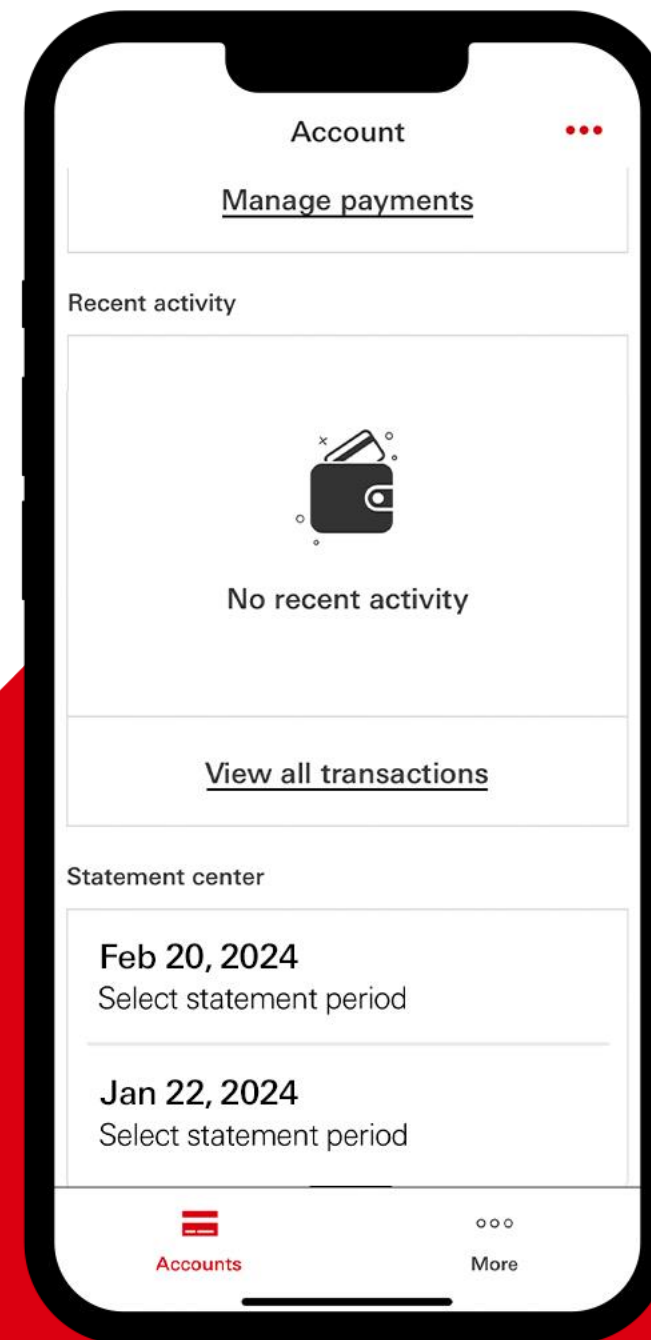 Account
Manage payments
Recent activity
No recent activity
View all transactions
Statement center
Feb 20, 2024
Select statement period
Jan 22, 2024
Select statement period
Accounts
More